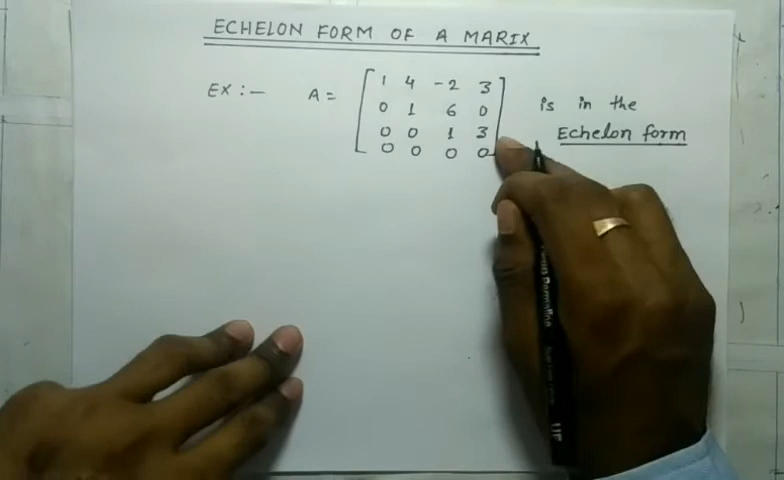 ECHELON FORM OF A MARIX
EX :- A = 1 4 -2 3
0 1 6 0 is in the
0 0 1 3 Echelon form
0 0 0 0